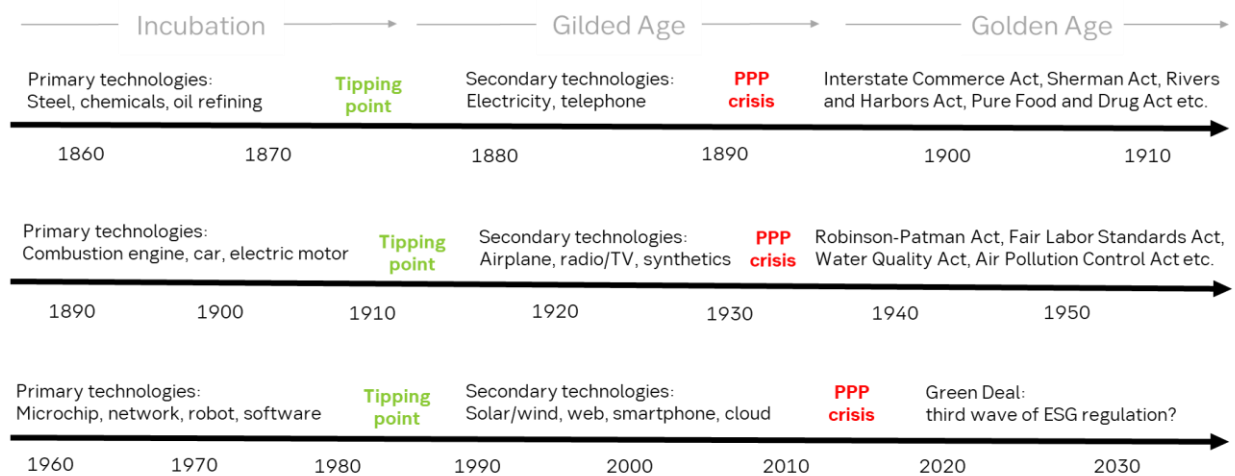 Incubation Gilded Age Golden Age
Primary technologies:
Steel, chemicals, oil refining
Tipping
point
Secondary technologies:
Electricity, telephone
PPP
crisis
Interstate Commerce Act, Sherman Act, Rivers
and Harbors Act, Pure Food and Drug Act etc.
1860 1870 1880 1890 1900 1910
Primary technologies:
Combustion engine, car, electric motor
Tipping
point
Secondary technologies:
Airplane, radio/TV, synthetics
PPP
crisis
Robinson-Patman Act, Fair Labor Standards Act,
Water Quality Act, Air Pollution Control Act etc.
1890 1900 1910 1920 1930 1940 1950
Primary technologies:
Microchip, network, robot, software
Tipping
point
Secondary technologies:
Solar/wind, web, smartphone, cloud
PPP
crisis
Green Deal:
third wave of ESG regulation?
1960 1970 1980 1990 2000 2010 2020 2030